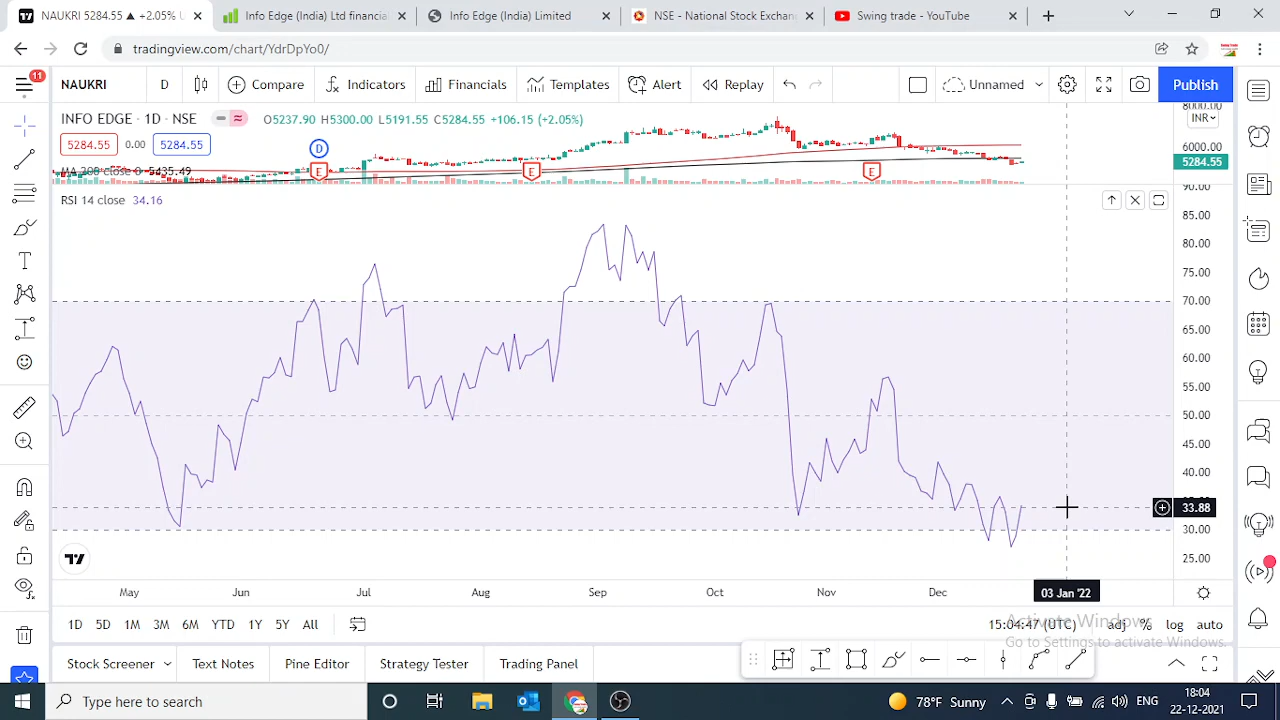 NAUKRI STOCK ▲ +2.05% U
Info Edge (India) Ltd financia
Info Edge (India) Limited
NSE - National Stock Exchan
Swing trade
tradingview.com/chart/YdrDpYo0/
11
NAUKRI
D
Compare
Indicators
Financials
Templates
Alert
Replay
Unnamed
Publish
INFO EDGE · 1D · NSE
O5237.90 H5300.00 L5191.55 C5284.55 +106.15 (+2.05%)
8000.00
INR
5284.55 0.00 5284.55
D
6000.00
5284.55
MA 200 close 0 5435.49
E
E
E
RSI 14 close 34.16
90.00
85.00
80.00
75.00
70.00
65.00
60.00
55.00
50.00
45.00
40.00
33.88
30.00
25.00
May Jun Jul Aug Sep Oct Nov Dec 03 Jan '22
1D 5D 1M 3M 6M YTD 1Y 5Y All
15:04:47 (UTC) adj % log auto
Activate Windows
Go to Settings to activate Windows.
Stock Screener Text Notes Pine Editor Strategy Tester Trading Panel
Type here to search
78°F Sunny
ENG
18:04
22-12-2021